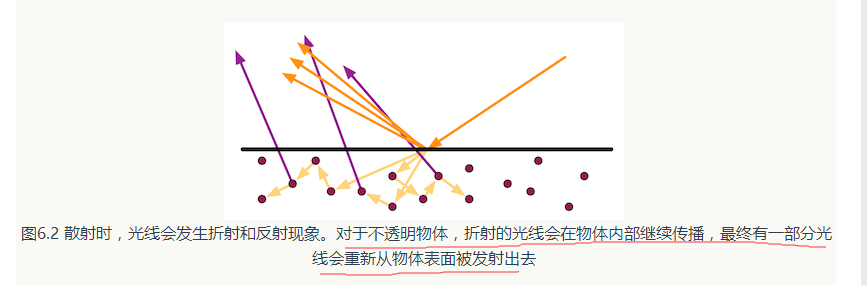 图6.2 散射时，光线会发生折射和反射现象。对于不透明物体，折射的光线会在物体内部继续传播，最终有一部分光
线会重新从物体表面被发射出去